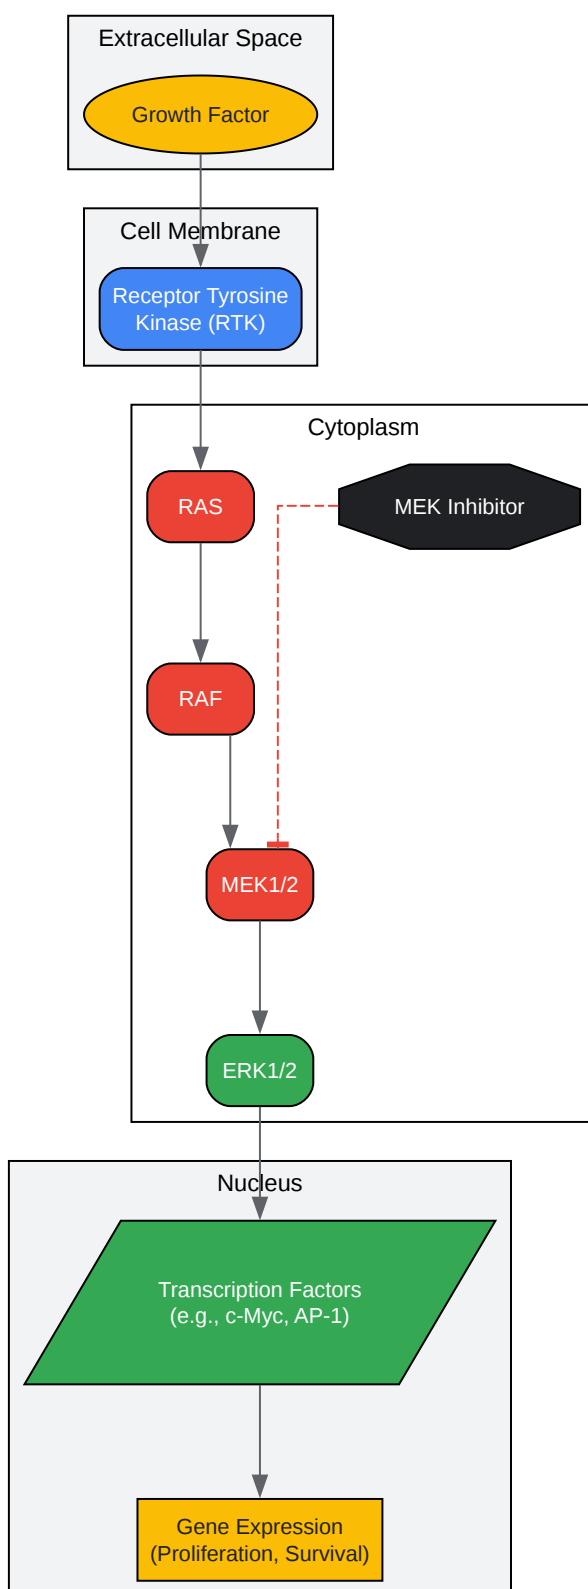 Extracellular Space
Growth Factor
Cell Membrane
Receptor Tyrosine
Kinase (RTK)
Cytoplasm
RAS
MEK Inhibitor
RAF
MEK1/2
ERK1/2
Nucleus
Transcription Factors
(e.g., c-Myc, AP-1)
Gene Expression
(Proliferation, Survival)